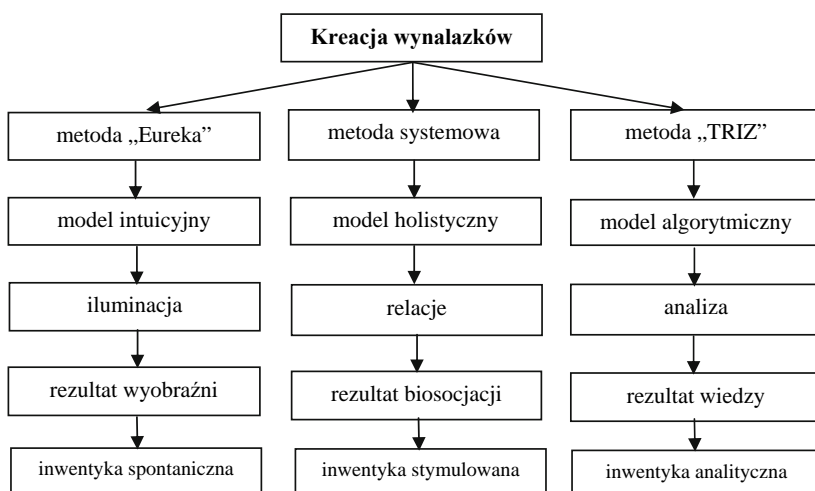 Kreacja wynalazków
metoda „Eureka”
metoda systemowa
metoda „TRIZ”
model intuicyjny
model holistyczny
model algorytmiczny
iluminacja
relacje
analiza
rezultat wyobraźni
rezultat biosocjacji
rezultat wiedzy
inwentyka spontaniczna
inwentyka stymulowana
inwentyka analityczna